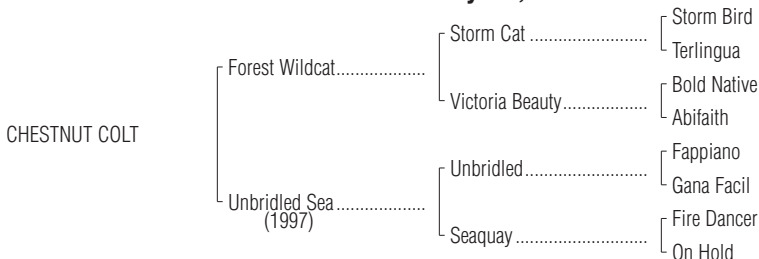 Storm Bird
Storm Cat ..........................
Terlingua
Forest Wildcat...................
Bold Native
Victoria Beauty...................
Abifaith
CHESTNUT COLT
Fappiano
Unbridled...........................
Gana Facil
Unbridled Sea...................
(1997)
Fire Dancer
Seaquay ............................
On Hold